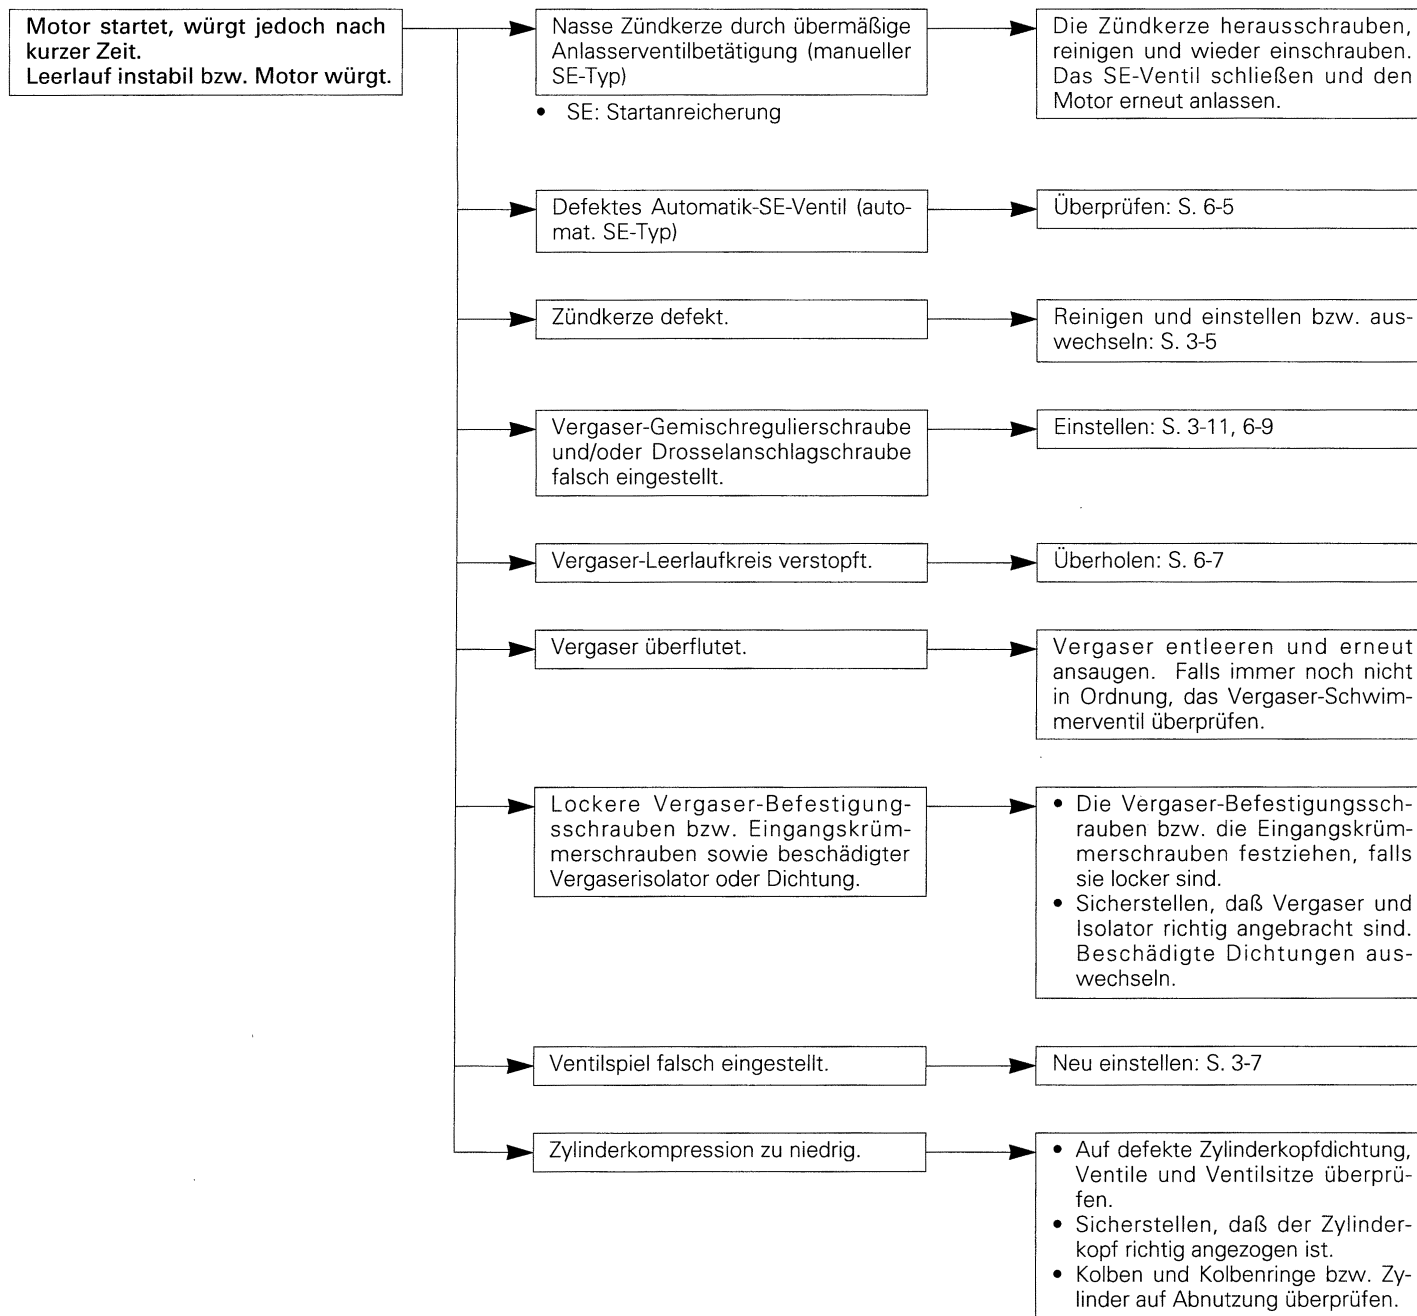 Motor startet, würgt jedoch nach
kurzer Zeit.
Leerlauf instabil bzw. Motor würgt.
Nasse Zündkerze durch übermäßige
Anlasserventilbetätigung (manueller
SE-Typ)
• SE: Startanreicherung
Die Zündkerze herausschrauben,
reinigen und wieder einschrauben.
Das SE-Ventil schließen und den
Motor erneut anlassen.
Defektes Automatik-SE-Ventil (auto-
mat. SE-Typ)
Überprüfen: S. 6-5
Zündkerze defekt.
Reinigen und einstellen bzw. aus-
wechseln: S. 3-5
Vergaser-Gemischregulierschraube
und/oder Drosselanschlagschraube
falsch eingestellt.
Einstellen: S. 3-11, 6-9
Vergaser-Leerlaufkreis verstopft.
Überholen: S. 6-7
Vergaser überflutet.
Vergaser entleeren und erneut
ansaugen. Falls immer noch nicht
in Ordnung, das Vergaser-Schwim-
merventil überprüfen.
Lockere Vergaser-Befestigung-
sschrauben bzw. Eingangskrüm-
merschrauben sowie beschädigter
Vergaserisolator oder Dichtung.
• Die Vergaser-Befestigungssch-
rauben bzw. die Eingangskrüm-
merschrauben festziehen, falls
sie locker sind.
• Sicherstellen, daß Vergaser und
Isolator richtig angebracht sind.
Beschädigte Dichtungen aus-
wechseln.
Ventilspiel falsch eingestellt.
Neu einstellen: S. 3-7
Zylinderkompression zu niedrig.
• Auf defekte Zylinderkopfdichtung,
Ventile und Ventilsitze überprü-
fen.
• Sicherstellen, daß der Zylinder-
kopf richtig angezogen ist.
• Kolben und Kolbenringe bzw. Zy-
linder auf Abnutzung überprüfen.